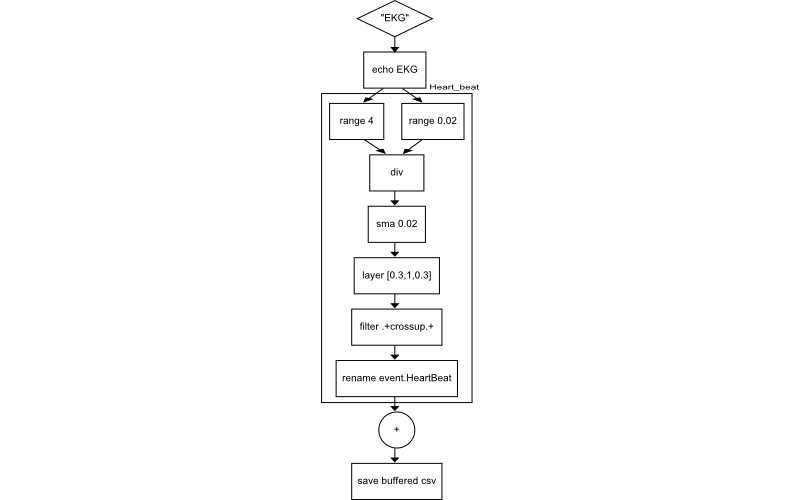 "EKG"
echo EKG
Heart_beat
range 4
range 0.02
div
sma 0.02
layer [0.3,1,0.3]
filter .+crossup.+
rename event.HeartBeat
+
save buffered csv